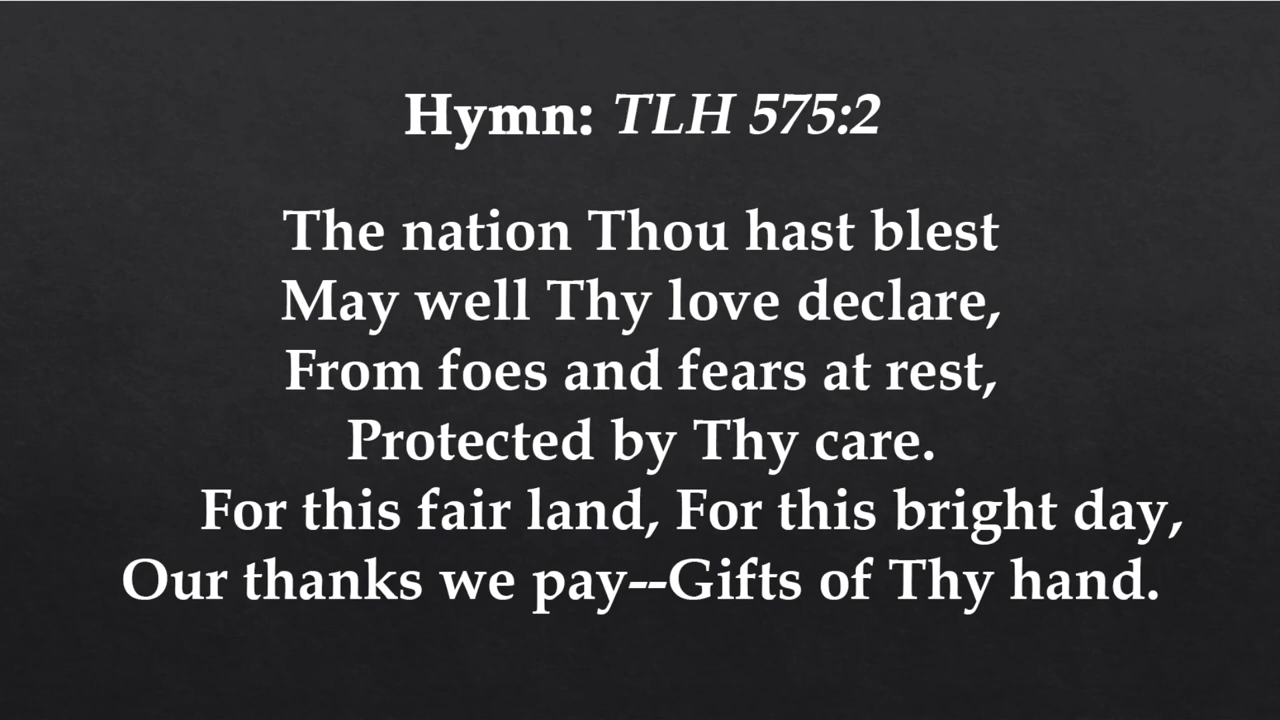 Hymn: TLH 575:2
The nation Thou hast blest
May well Thy love declare,
From foes and fears at rest,
Protected by Thy care.
For this fair land, For this bright day,
Our thanks we pay--Gifts of Thy hand.